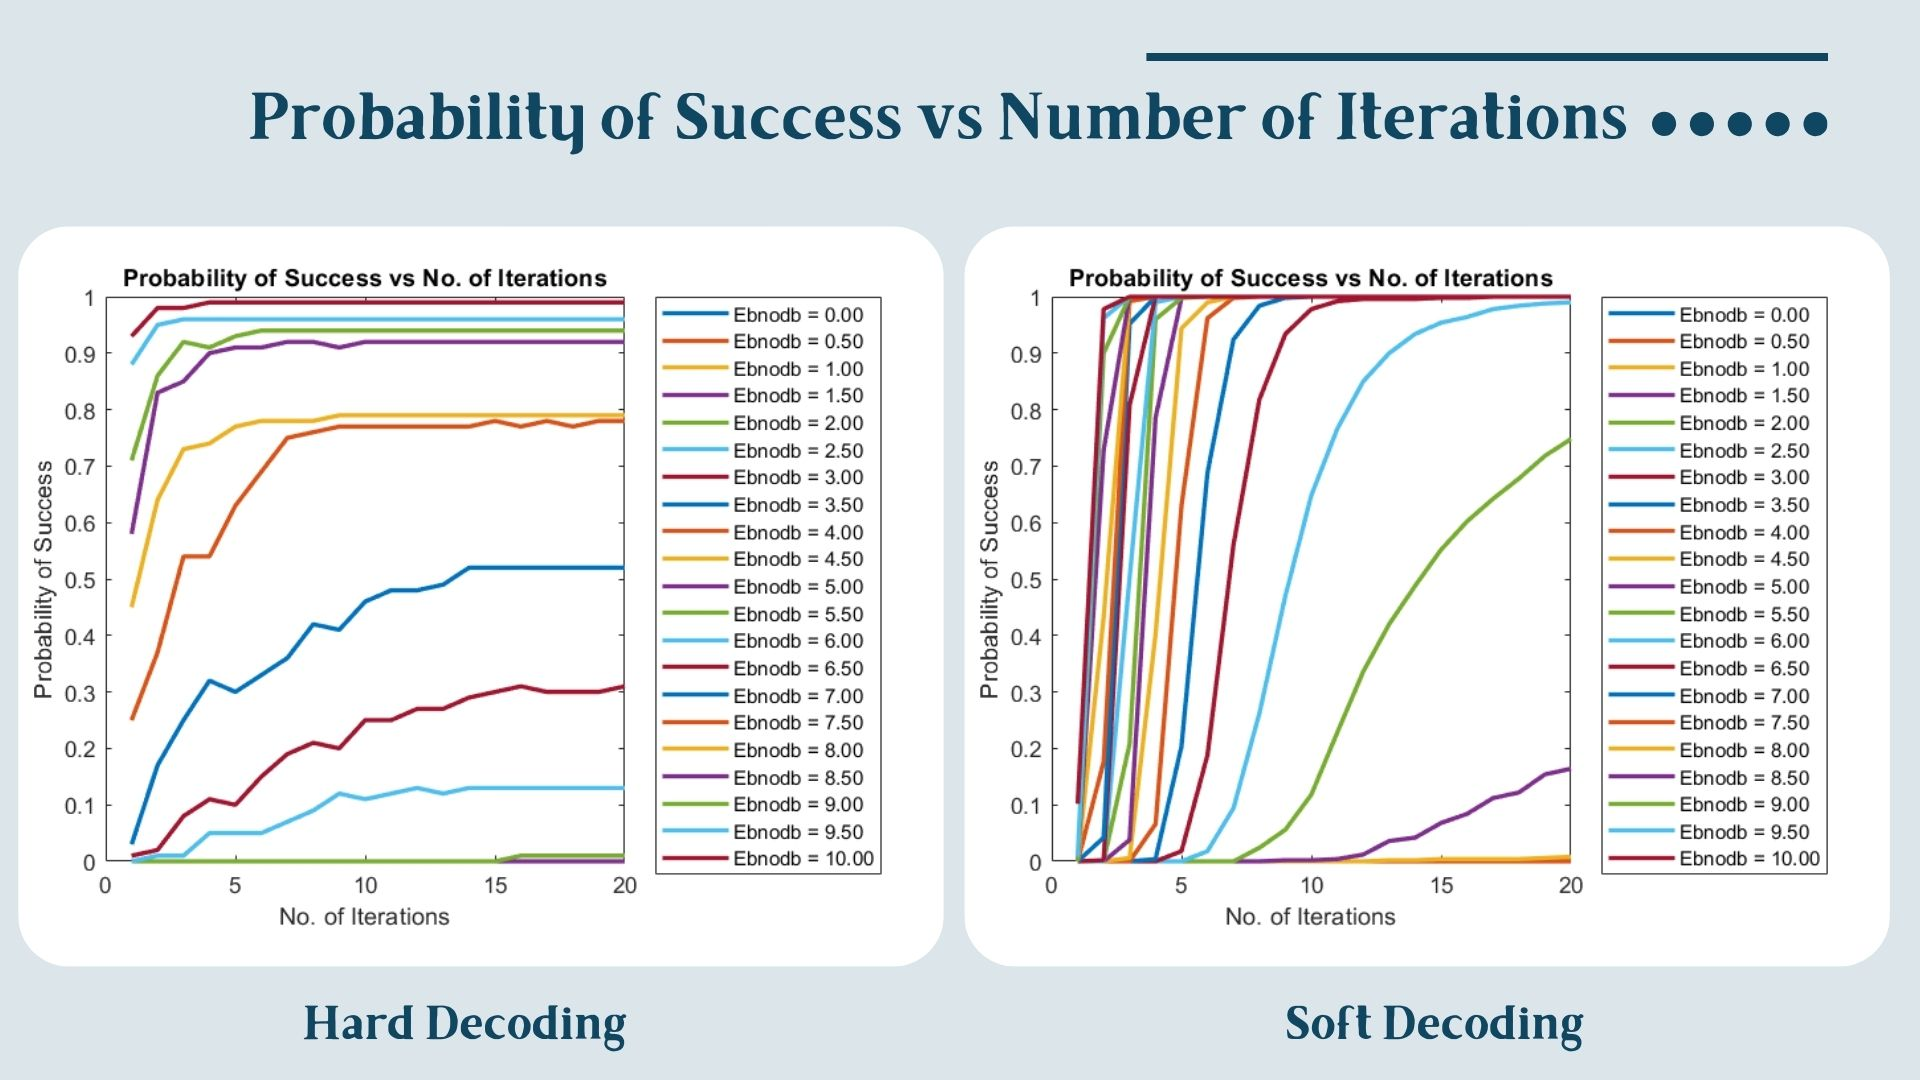 Probability of Success vs Number of Iterations
Probability of Success vs No. of Iterations
1
0.9
0.8
0.7
0.6
0.5
0.4
0.3
0.2
0.1
0
Probability of Success
0 5 10 15 20
No. of Iterations
Ebnodb = 0.00
Ebnodb = 0.50
Ebnodb = 1.00
Ebnodb = 1.50
Ebnodb = 2.00
Ebnodb = 2.50
Ebnodb = 3.00
Ebnodb = 3.50
Ebnodb = 4.00
Ebnodb = 4.50
Ebnodb = 5.00
Ebnodb = 5.50
Ebnodb = 6.00
Ebnodb = 6.50
Ebnodb = 7.00
Ebnodb = 7.50
Ebnodb = 8.00
Ebnodb = 8.50
Ebnodb = 9.00
Ebnodb = 9.50
Ebnodb = 10.00
Hard Decoding
Probability of Success vs No. of Iterations
1
0.9
0.8
0.7
0.6
0.5
0.4
0.3
0.2
0.1
0
Probability of Success
0 5 10 15 20
No. of Iterations
Ebnodb = 0.00
Ebnodb = 0.50
Ebnodb = 1.00
Ebnodb = 1.50
Ebnodb = 2.00
Ebnodb = 2.50
Ebnodb = 3.00
Ebnodb = 3.50
Ebnodb = 4.00
Ebnodb = 4.50
Ebnodb = 5.00
Ebnodb = 5.50
Ebnodb = 6.00
Ebnodb = 6.50
Ebnodb = 7.00
Ebnodb = 7.50
Ebnodb = 8.00
Ebnodb = 8.50
Ebnodb = 9.00
Ebnodb = 9.50
Ebnodb = 10.00
Soft Decoding